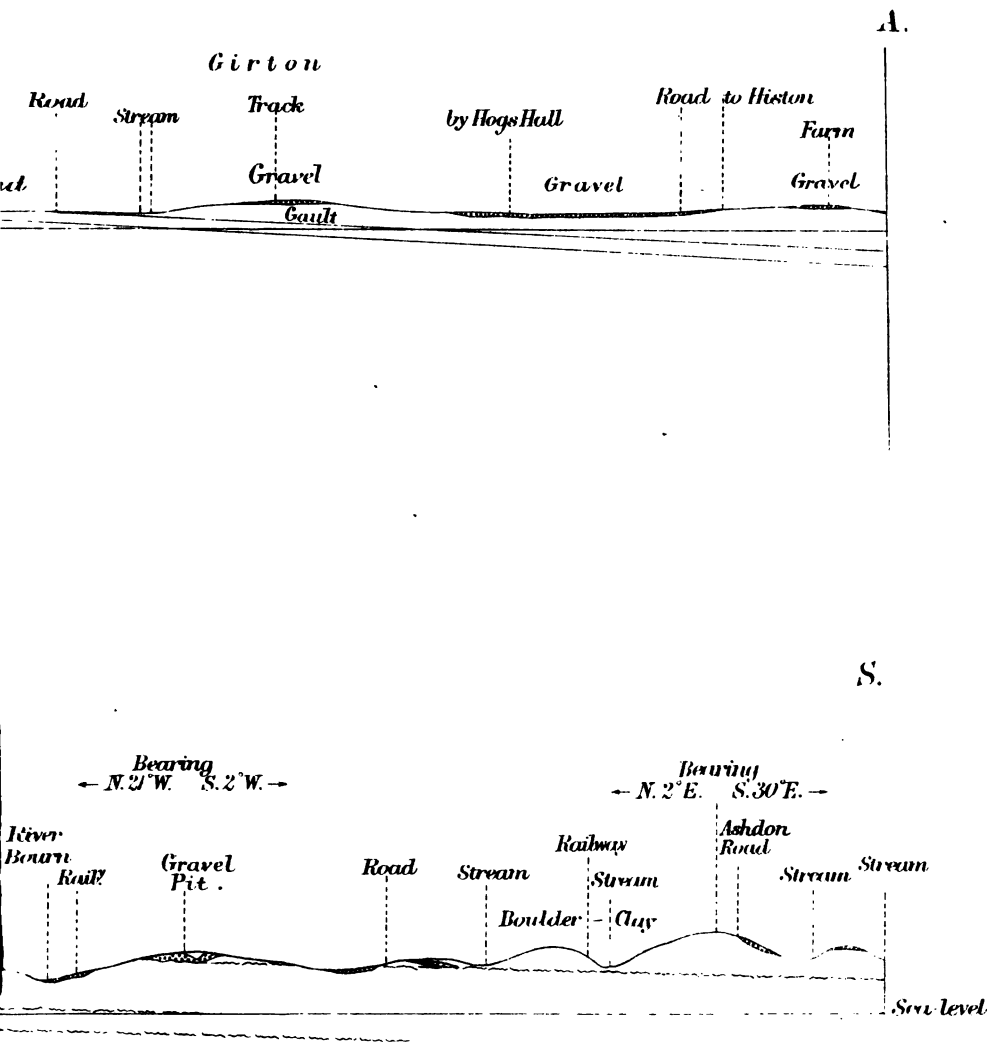 A.
Girton
Road
Stream
Track
by Hogs Hall
Road to Histon
Farm
Gravel
Gravel
Gravel
Gault
S.
Bearing
← N. 21° W. S. 2° W. →
Bearing
← N. 2° E. S. 30° E. →
River
Bourn
Raily.
Gravel
Pit.
Road
Stream
Railway
Stream
Boulder - Clay
Ashdon
Road
Stream
Stream
Sea level